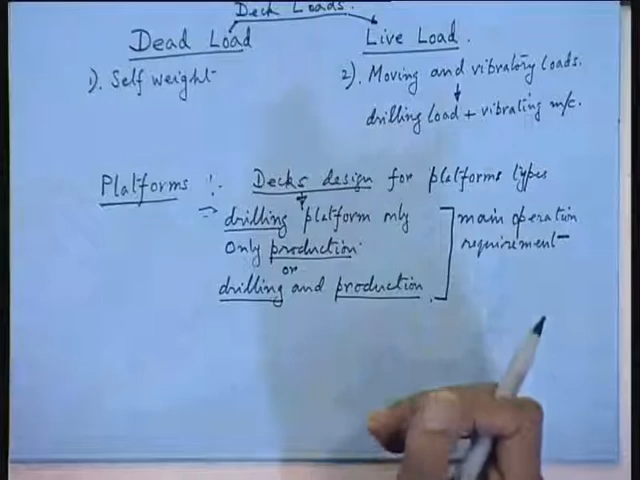 Deck Loads.
Dead Load
Live Load.
1). Self weight
2). Moving and vibratory loads.
drilling load + vibrating m/c.
Platforms :- Decks design for platforms types
⇒ drilling platform only
Only production
or
drilling and production.
main operation
requirement